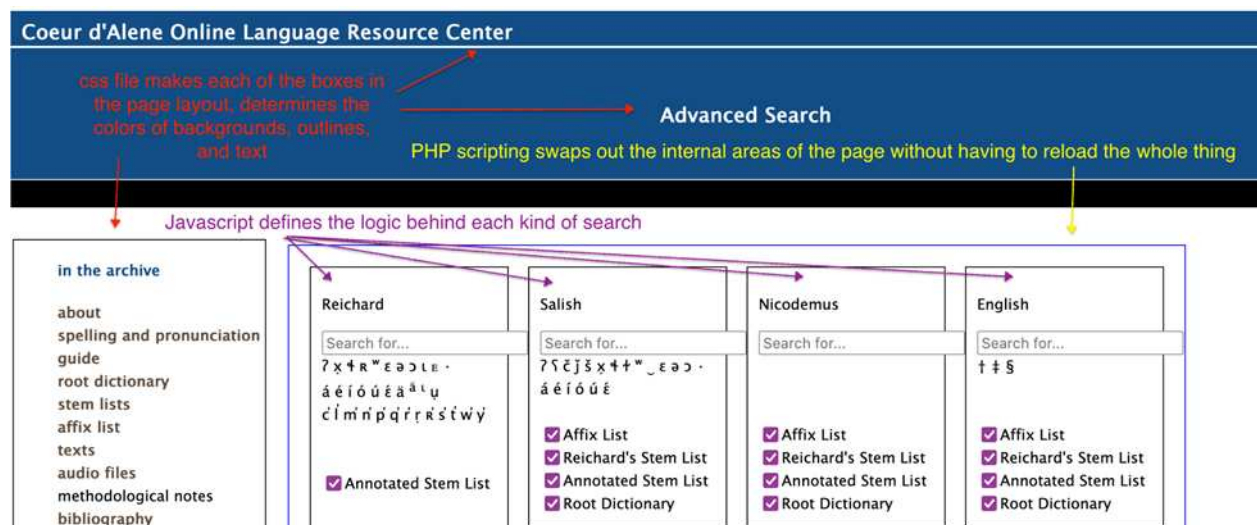 Coeur d'Alene Online Language Resource Center
css file makes each of the boxes in
the page layout, determines the
colors of backgrounds, outlines,
and text
Advanced Search
PHP scripting swaps out the internal areas of the page without having to reload the whole thing
Javascript defines the logic behind each kind of search
in the archive
about
spelling and pronunciation
guide
root dictionary
stem lists
affix list
texts
audio files
methodological notes
bibliography
Reichard
Search for...
ʔ x̣ ɬ ʀ ʷ ɛ ə ɔ ɩ ᴇ ·
á é í ó ú έ ä ᵃ̈ ᶥ ụ
c̓ l̓ m̓ n̓ p̓ q̓ r̓ ṛ ʀ̓ s̓ t̓ w̓ y̓
Annotated Stem List
Salish
Search for...
ʔ ʕ č ǰ š x̣ ɬ ƚ ʷ ‿ ɛ ə ɔ ·
á é í ó ú έ
Affix List
Reichard's Stem List
Annotated Stem List
Root Dictionary
Nicodemus
Search for...
Affix List
Reichard's Stem List
Annotated Stem List
Root Dictionary
English
Search for...
† ‡ §
Affix List
Reichard's Stem List
Annotated Stem List
Root Dictionary